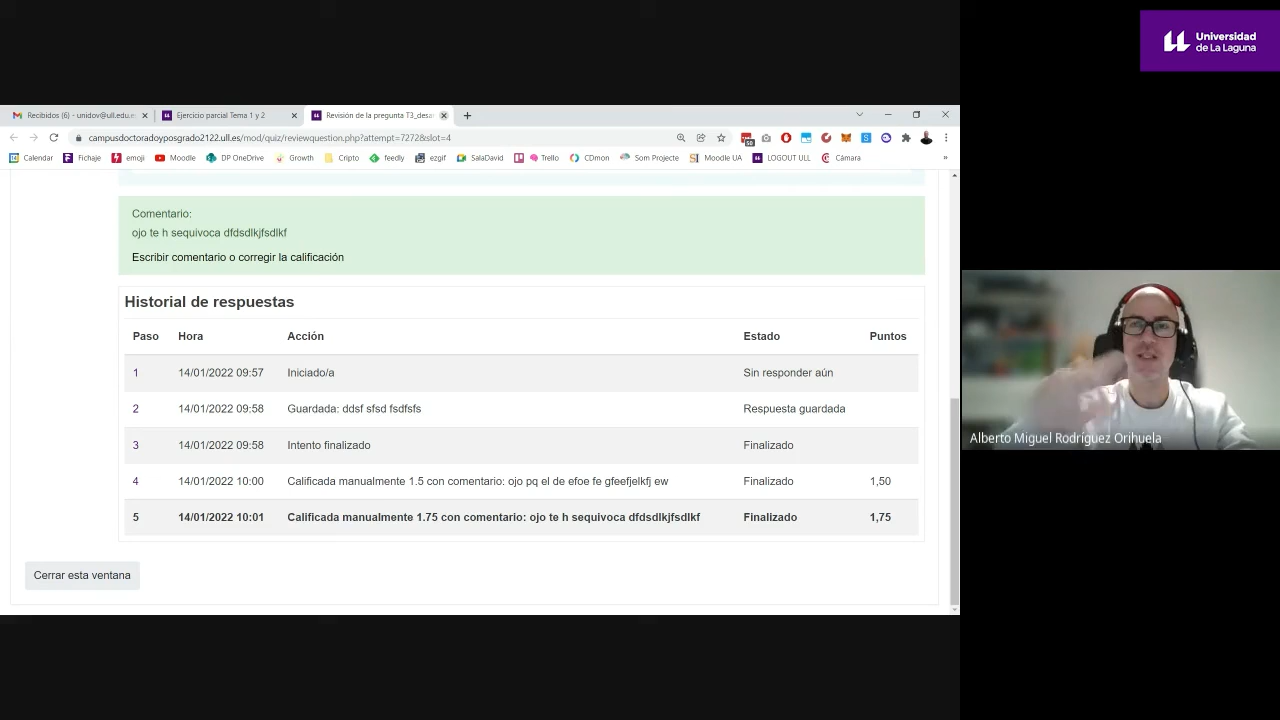 Universidad
de La Laguna
Recibidos (6) - unidov@ull.edu.es
Ejercicio parcial Tema 1 y 2
Revisión de la pregunta T3_desa
campusdoctoradoyposgrado2122.ull.es/mod/quiz/reviewquestion.php?attempt=7272&slot=4
50
Calendar
Fichaje
emoji
Moodle
DP OneDrive
Growth
Cripto
feedly
ezgif
SalaDavid
Trello
CDmon
Som Projecte
Moodle UA
LOGOUT ULL
Cámara
»
Comentario:
ojo te h sequivoca dfdsdlkjfsdlkf
Escribir comentario o corregir la calificación
Historial de respuestas
Paso Hora Acción Estado Puntos
1 14/01/2022 09:57 Iniciado/a Sin responder aún
2 14/01/2022 09:58 Guardada: ddsf sfsd fsdfsfs Respuesta guardada
3 14/01/2022 09:58 Intento finalizado Finalizado
4 14/01/2022 10:00 Calificada manualmente 1.5 con comentario: ojo pq el de efoe fe gfeefjelkfj ew Finalizado 1,50
5 14/01/2022 10:01 Calificada manualmente 1.75 con comentario: ojo te h sequivoca dfdsdlkjfsdlkf Finalizado 1,75
Cerrar esta ventana
Alberto Miguel Rodríguez Orihuela